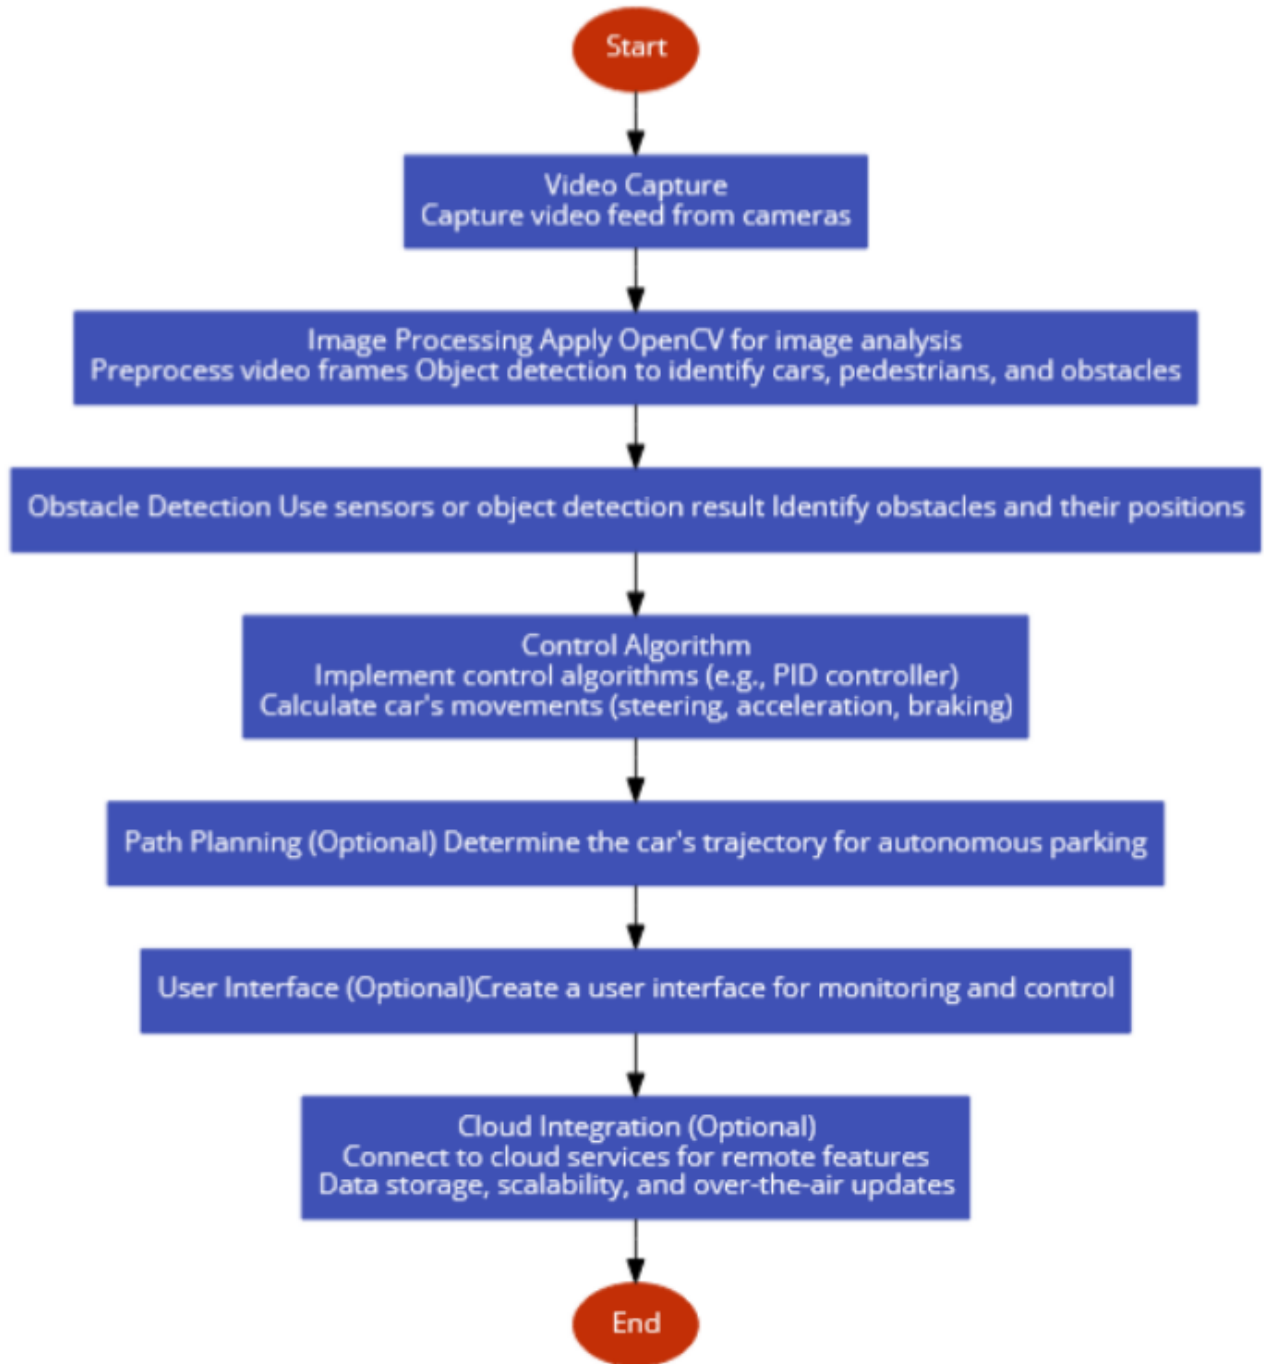 Start
Video Capture
Capture video feed from cameras
Image Processing Apply OpenCV for image analysis
Preprocess video frames Object detection to identify cars, pedestrians, and obstacles
Obstacle Detection Use sensors or object detection result Identify obstacles and their positions
Control Algorithm
Implement control algorithms (e.g., PID controller)
Calculate car's movements (steering, acceleration, braking)
Path Planning (Optional) Determine the car's trajectory for autonomous parking
User Interface (Optional)Create a user interface for monitoring and control
Cloud Integration (Optional)
Connect to cloud services for remote features
Data storage, scalability, and over-the-air updates
End